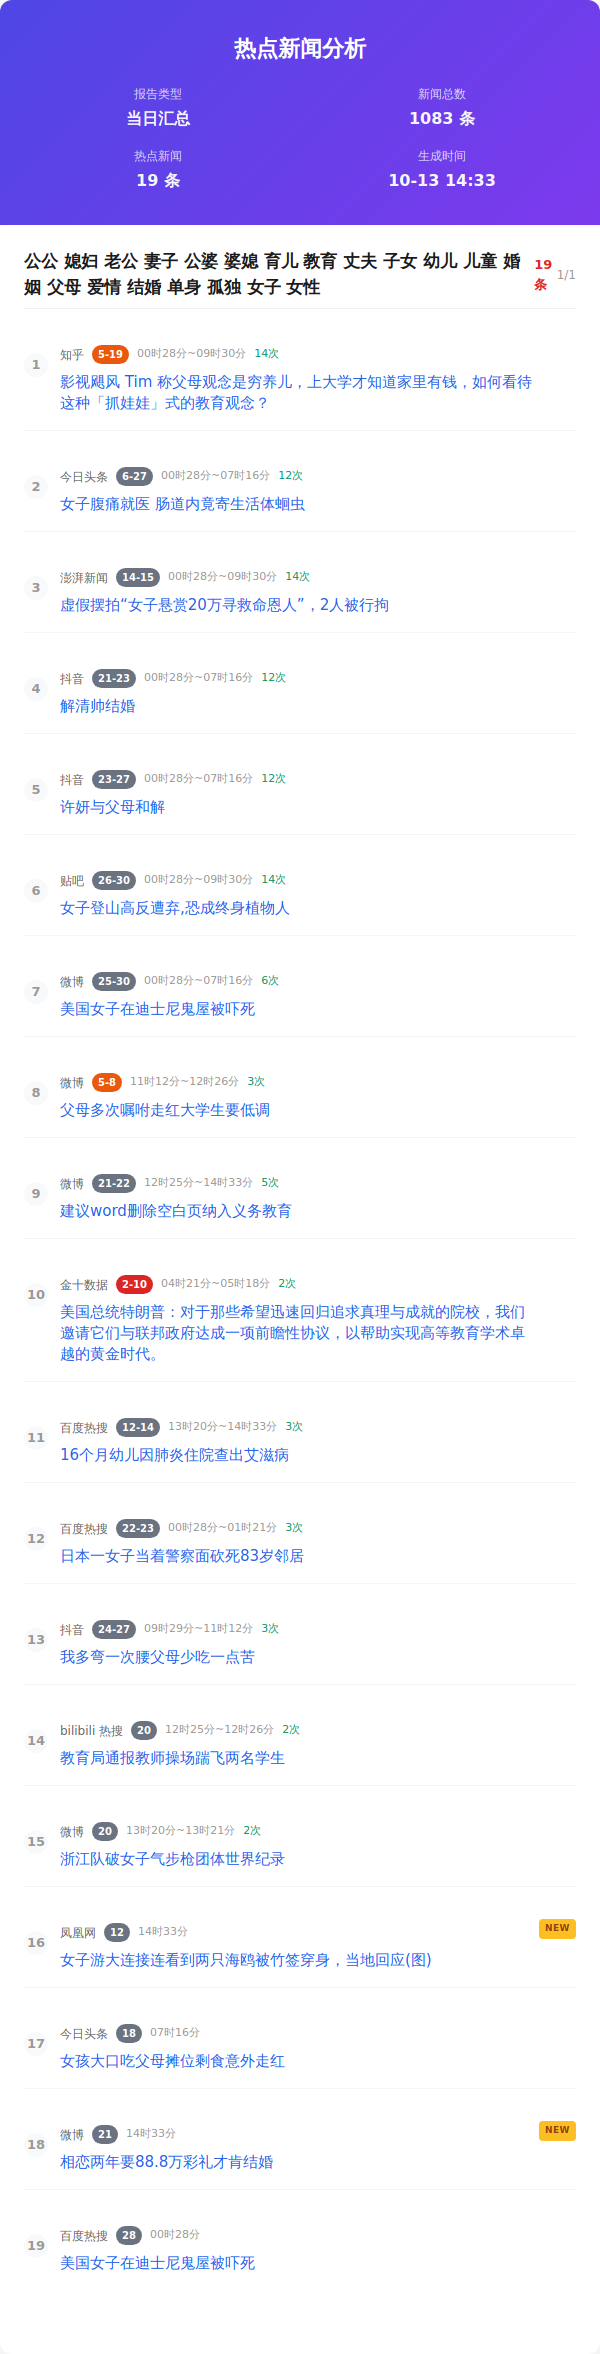 热点新闻分析
报告类型
新闻总数
当日汇总
1083 条
热点新闻
生成时间
19 条
10-13 14:33
公公 媳妇 老公 妻子 公婆 婆媳 育儿 教育 丈夫 子女 幼儿 儿童 婚
姻 父母 爱情 结婚 单身 孤独 女子 女性
19
条
1/1
1
知乎 5-19 00时28分~09时30分 14次
影视飓风 Tim 称父母观念是穷养儿，上大学才知道家里有钱，如何看待
这种「抓娃娃」式的教育观念？
2
今日头条 6-27 00时28分~07时16分 12次
女子腹痛就医 肠道内竟寄生活体蛔虫
3
澎湃新闻 14-15 00时28分~09时30分 14次
虚假摆拍“女子悬赏20万寻救命恩人”，2人被行拘
4
抖音 21-23 00时28分~07时16分 12次
解清帅结婚
5
抖音 23-27 00时28分~07时16分 12次
许妍与父母和解
6
贴吧 26-30 00时28分~09时30分 14次
女子登山高反遭弃,恐成终身植物人
7
微博 25-30 00时28分~07时16分 6次
美国女子在迪士尼鬼屋被吓死
8
微博 5-8 11时12分~12时26分 3次
父母多次嘱咐走红大学生要低调
9
微博 21-22 12时25分~14时33分 5次
建议word删除空白页纳入义务教育
10
金十数据 2-10 04时21分~05时18分 2次
美国总统特朗普：对于那些希望迅速回归追求真理与成就的院校，我们
邀请它们与联邦政府达成一项前瞻性协议，以帮助实现高等教育学术卓
越的黄金时代。
11
百度热搜 12-14 13时20分~14时33分 3次
16个月幼儿因肺炎住院查出艾滋病
12
百度热搜 22-23 00时28分~01时21分 3次
日本一女子当着警察面砍死83岁邻居
13
抖音 24-27 09时29分~11时12分 3次
我多弯一次腰父母少吃一点苦
14
bilibili 热搜 20 12时25分~12时26分 2次
教育局通报教师操场踹飞两名学生
15
微博 20 13时20分~13时21分 2次
浙江队破女子气步枪团体世界纪录
16
凤凰网 12 14时33分
NEW
女子游大连接连看到两只海鸥被竹签穿身，当地回应(图)
17
今日头条 18 07时16分
女孩大口吃父母摊位剩食意外走红
18
微博 21 14时33分
NEW
相恋两年要88.8万彩礼才肯结婚
19
百度热搜 28 00时28分
美国女子在迪士尼鬼屋被吓死